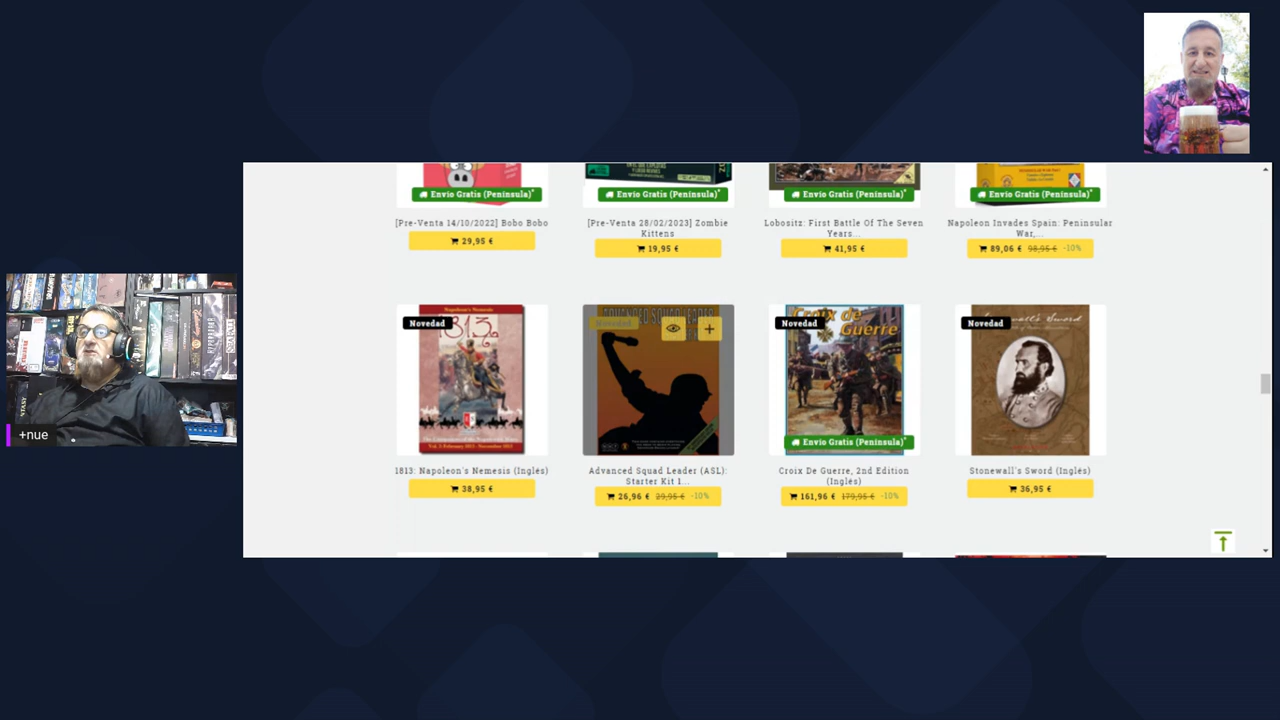 Envío Gratis (Península)*
Envío Gratis (Península)*
Envío Gratis (Península)*
Envío Gratis (Península)*
[Pre-Venta 14/10/2022] Bobo Bobo
29,95 €
[Pre-Venta 28/02/2023] Zombie
Kittens
19,95 €
Lobositz: First Battle Of The Seven
Years...
41,95 €
Napoleon Invades Spain: Peninsular
War,...
89,06 € 98,95 € -10%
Novedad
Napoleon's Nemesis
1813
1813: Napoleon's Nemesis (Inglés)
38,95 €
Novedad
Advanced Squad Leader (ASL):
Starter Kit 1...
26,96 € 29,95 € -10%
Novedad
Croix de
Guerre
Envío Gratis (Península)*
Croix De Guerre, 2nd Edition
(Inglés)
161,96 € 179,95 € -10%
Novedad
Stonewall's Sword (Inglés)
36,95 €
+nue